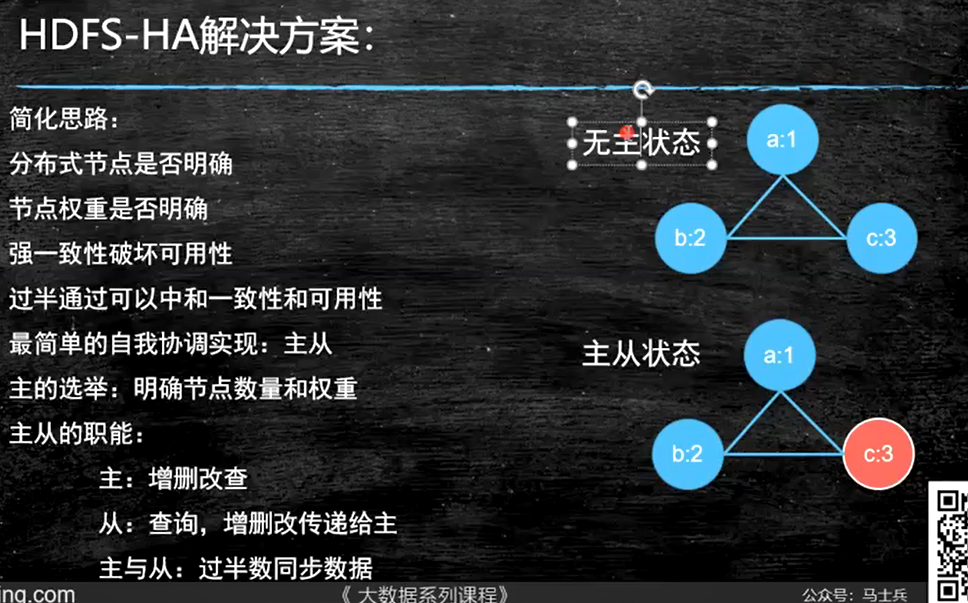 HDFS-HA解决方案：
简化思路：
分布式节点是否明确
节点权重是否明确
强一致性破坏可用性
过半通过可以中和一致性和可用性
最简单的自我协调实现：主从
主的选举：明确节点数量和权重
主从的职能：
主：增删改查
从：查询，增删改传递给主
主与从：过半数同步数据
无主状态
a:1
b:2
c:3
主从状态
a:1
b:2
c:3
ing.com
《 大数据系列课程》
公众号：马士兵